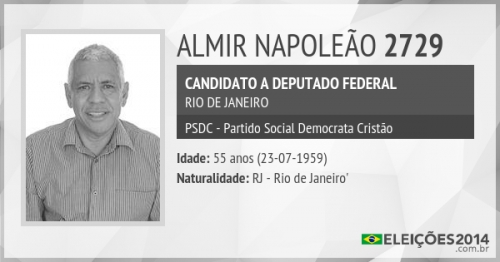 ALMIR NAPOLEÃO 2729
CANDIDATO A DEPUTADO FEDERAL
RIO DE JANEIRO
PSDC - Partido Social Democrata Cristão
Idade: 55 anos (23-07-1959)
Naturalidade: RJ - Rio de Janeiro'
ELEIÇÕES2014
.com.br